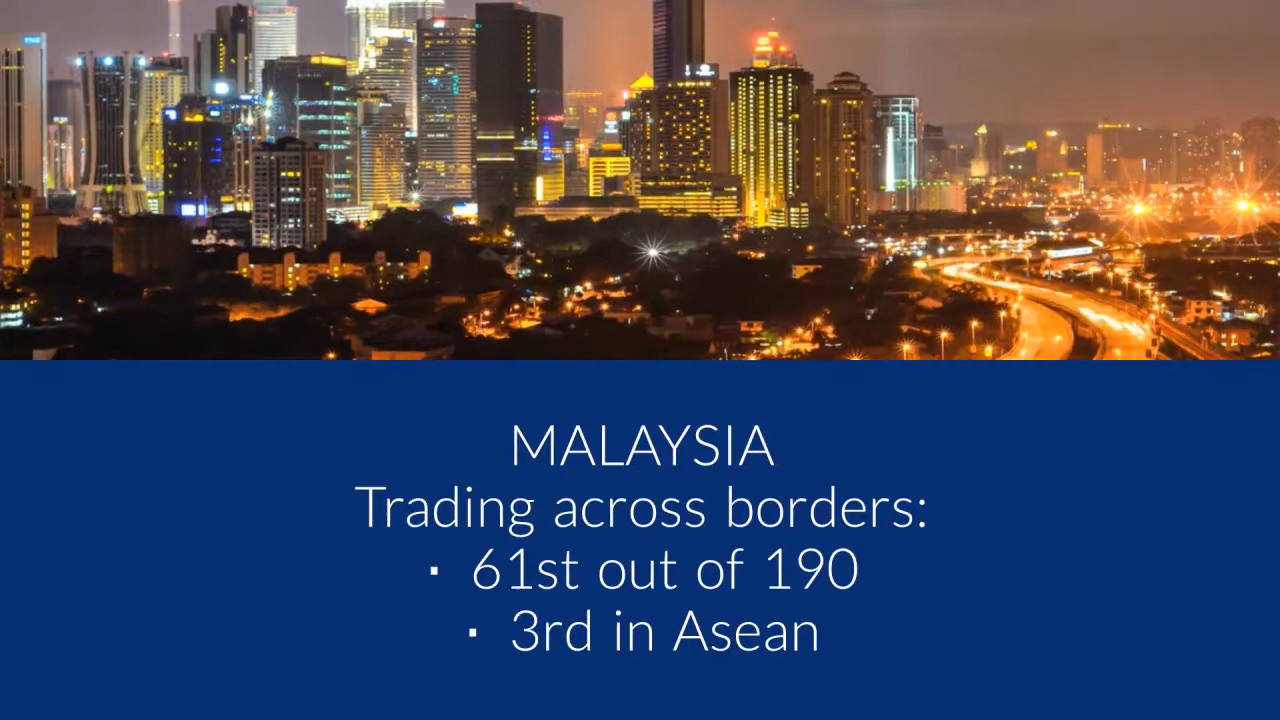 MALAYSIA
Trading across borders:
· 61st out of 190
· 3rd in Asean